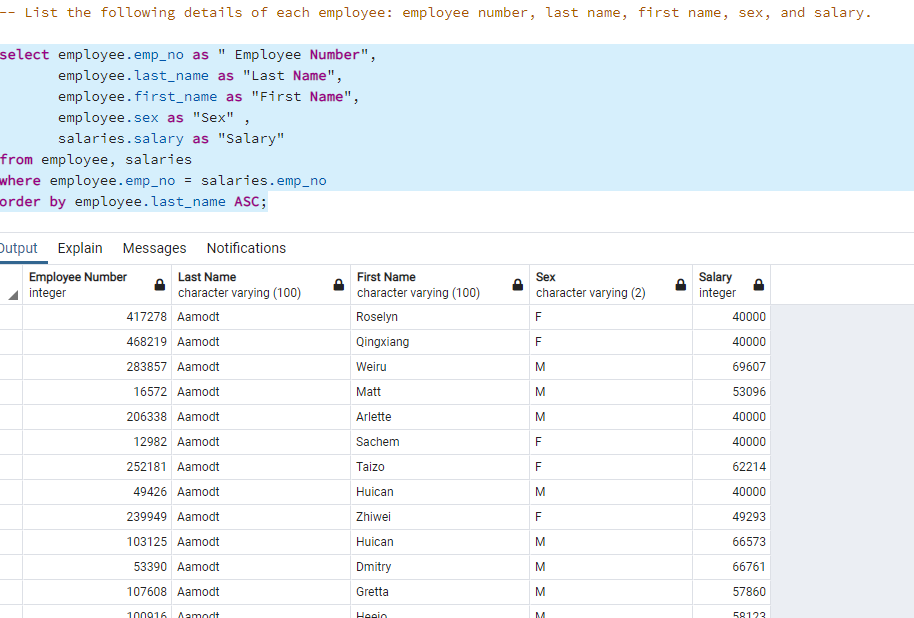 -- List the following details of each employee: employee number, last name, first name, sex, and salary.
select employee.emp_no as " Employee Number",
employee.last_name as "Last Name",
employee.first_name as "First Name",
employee.sex as "Sex" ,
salaries.salary as "Salary"
from employee, salaries
where employee.emp_no = salaries.emp_no
order by employee.last_name ASC;
Output Explain Messages Notifications
Employee Number Last Name First Name Sex Salary
integer character varying (100) character varying (100) character varying (2) integer
417278 Aamodt Roselyn F 40000
468219 Aamodt Qingxiang F 40000
283857 Aamodt Weiru M 69607
16572 Aamodt Matt M 53096
206338 Aamodt Arlette M 40000
12982 Aamodt Sachem F 40000
252181 Aamodt Taizo F 62214
49426 Aamodt Huican M 40000
239949 Aamodt Zhiwei F 49293
103125 Aamodt Huican M 66573
53390 Aamodt Dmitry M 66761
107608 Aamodt Gretta M 57860
100916 Aamodt Heejo M 58123